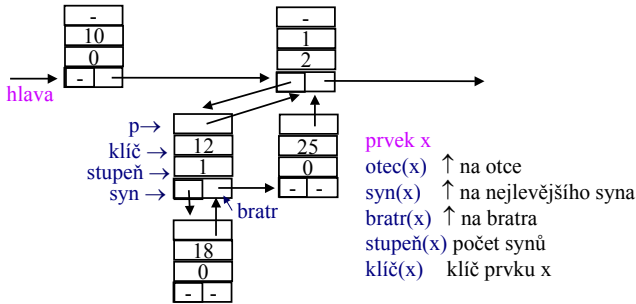 -
10
0
-
hlava
-
1
2
p→
klíč
stupeň
syn
12
1
25
0
- -
bratr
18
0
- -
prvek x
otec(x) ↑ na otce
syn(x) ↑ na nejlevějšího syna
bratr(x) ↑ na bratra
stupeň(x) počet synů
klíč(x) klíč prvku x